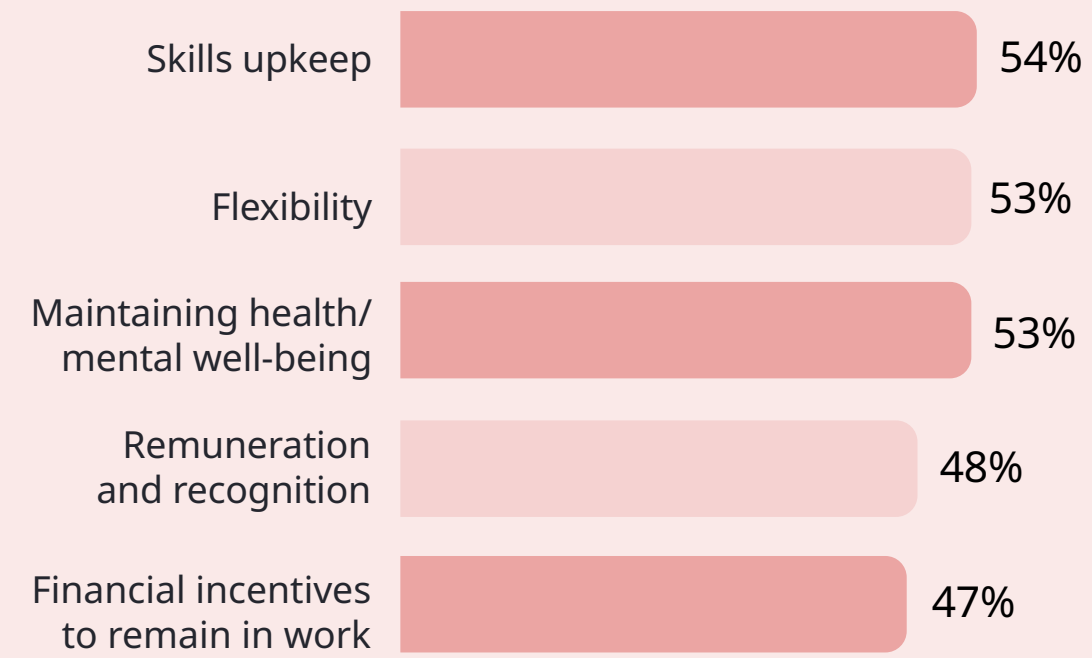 Skills upkeep 54%
Flexibility 53%
Maintaining health/
mental well-being 53%
Remuneration
and recognition 48%
Financial incentives
to remain in work 47%